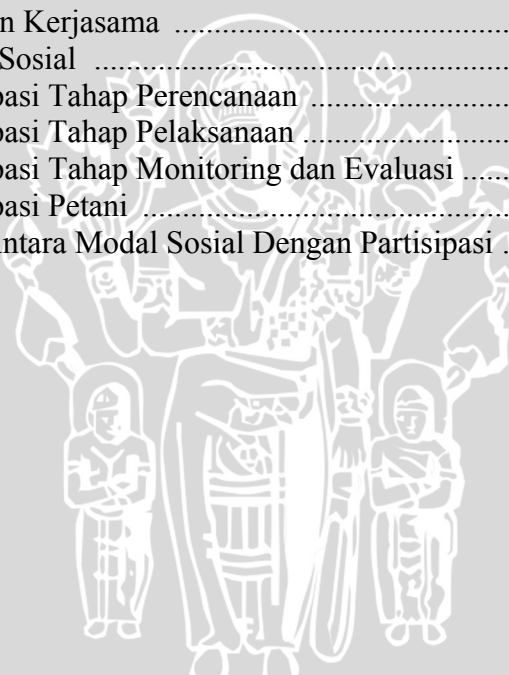 n Kerjasama ....................................................
Sosial ................................................................
pasi Tahap Perencanaan ................................
pasi Tahap Pelaksanaan .................................
pasi Tahap Monitoring dan Evaluasi ......
pasi Petani ......................................................
ntara Modal Sosial Dengan Partisipasi .